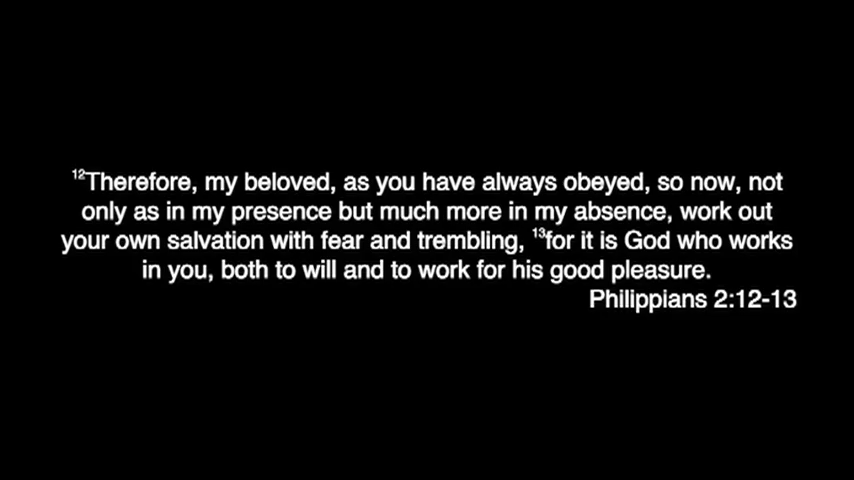 ¹²Therefore, my beloved, as you have always obeyed, so now, not
only as in my presence but much more in my absence, work out
your own salvation with fear and trembling, ¹³for it is God who works
in you, both to will and to work for his good pleasure.
Philippians 2:12-13